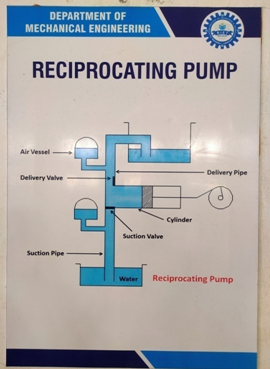 DEPARTMENT OF
MECHANICAL ENGINEERING
RECIPROCATING PUMP
Air Vessel
Delivery Pipe
Delivery Valve
Cylinder
Suction Valve
Suction Pipe
Water
Reciprocating Pump